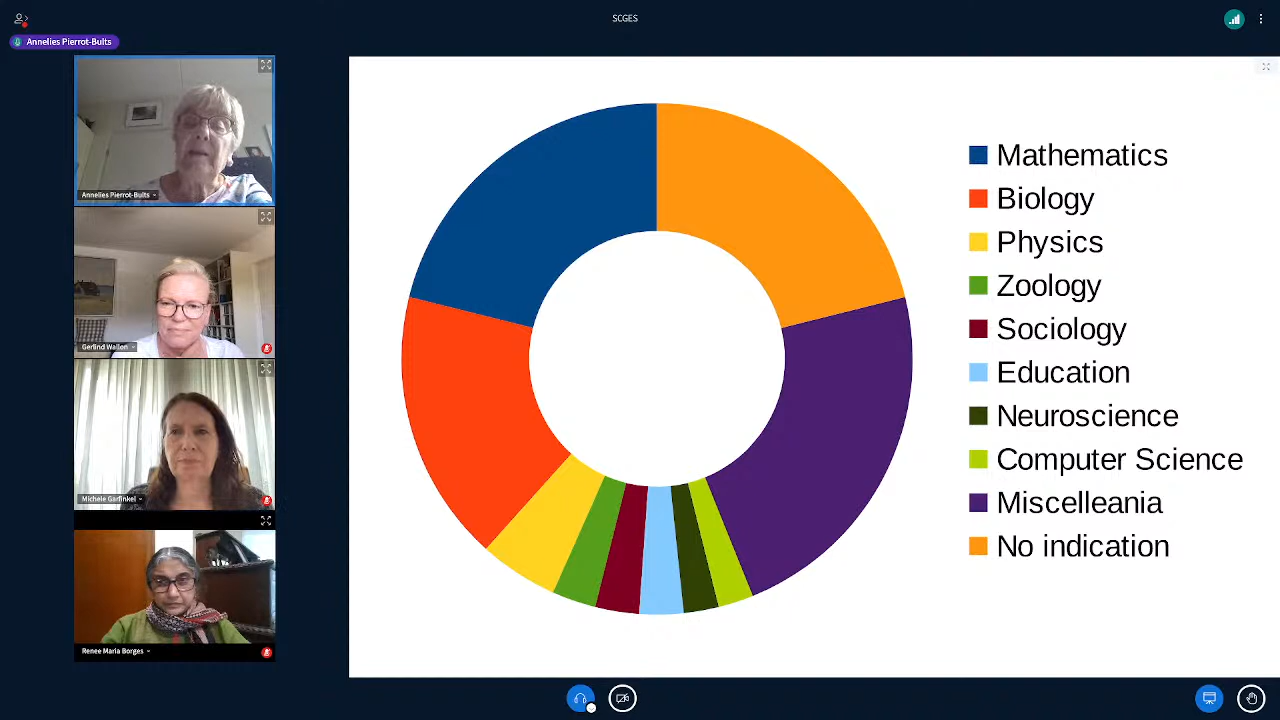 SCGES
Annelies Pierrot-Bults
Annelies Pierrot-Bults
Gerlind Wallon
Michele Garfinkel
Renee Maria Borges
Mathematics
Biology
Physics
Zoology
Sociology
Education
Neuroscience
Computer Science
Miscelleania
No indication